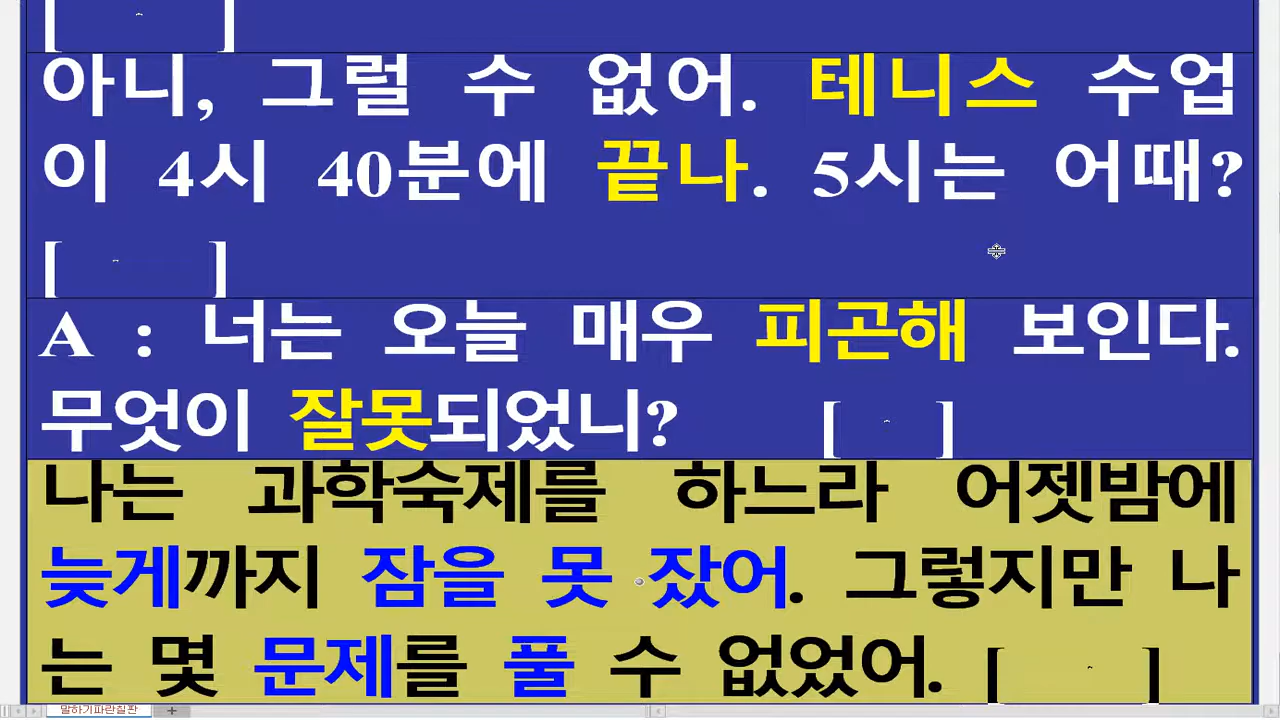 [ ]
아니, 그럴 수 없어. 테니스 수업
이 4시 40분에 끝나. 5시는 어때?
[ ]
A : 너는 오늘 매우 피곤해 보인다.
무엇이 잘못되었니? [ ]
나는 과학숙제를 하느라 어젯밤에
늦게까지 잠을 못 잤어. 그렇지만 나
는 몇 문제를 풀 수 없었어. [ ]
말하기파란칠판